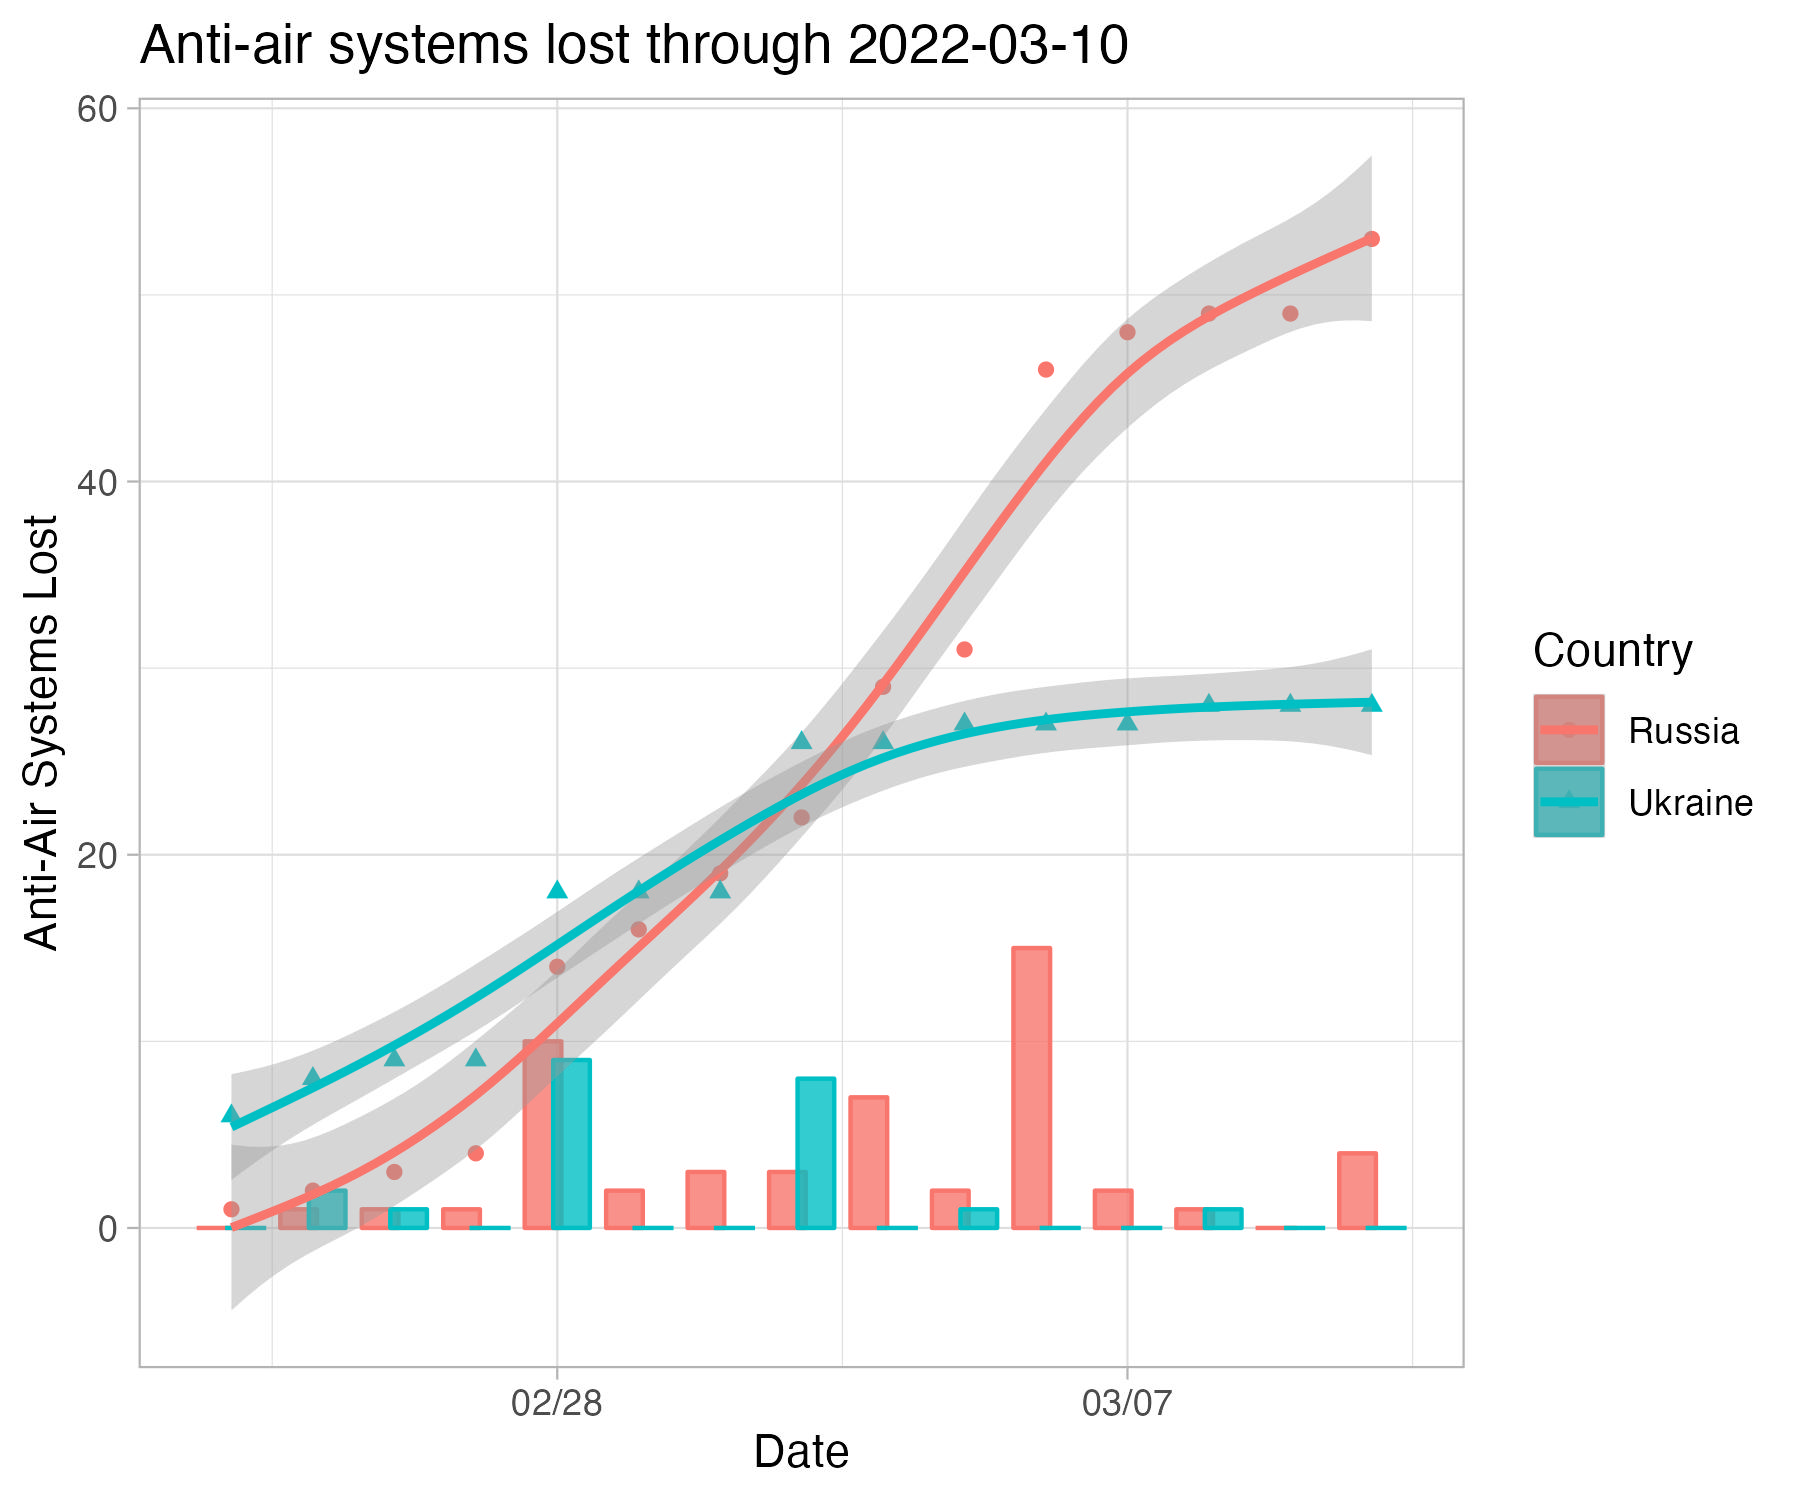 Anti-air systems lost through 2022-03-10
60
40
20
0
Anti-Air Systems Lost
02/28
03/07
Date
Country
Russia
Ukraine